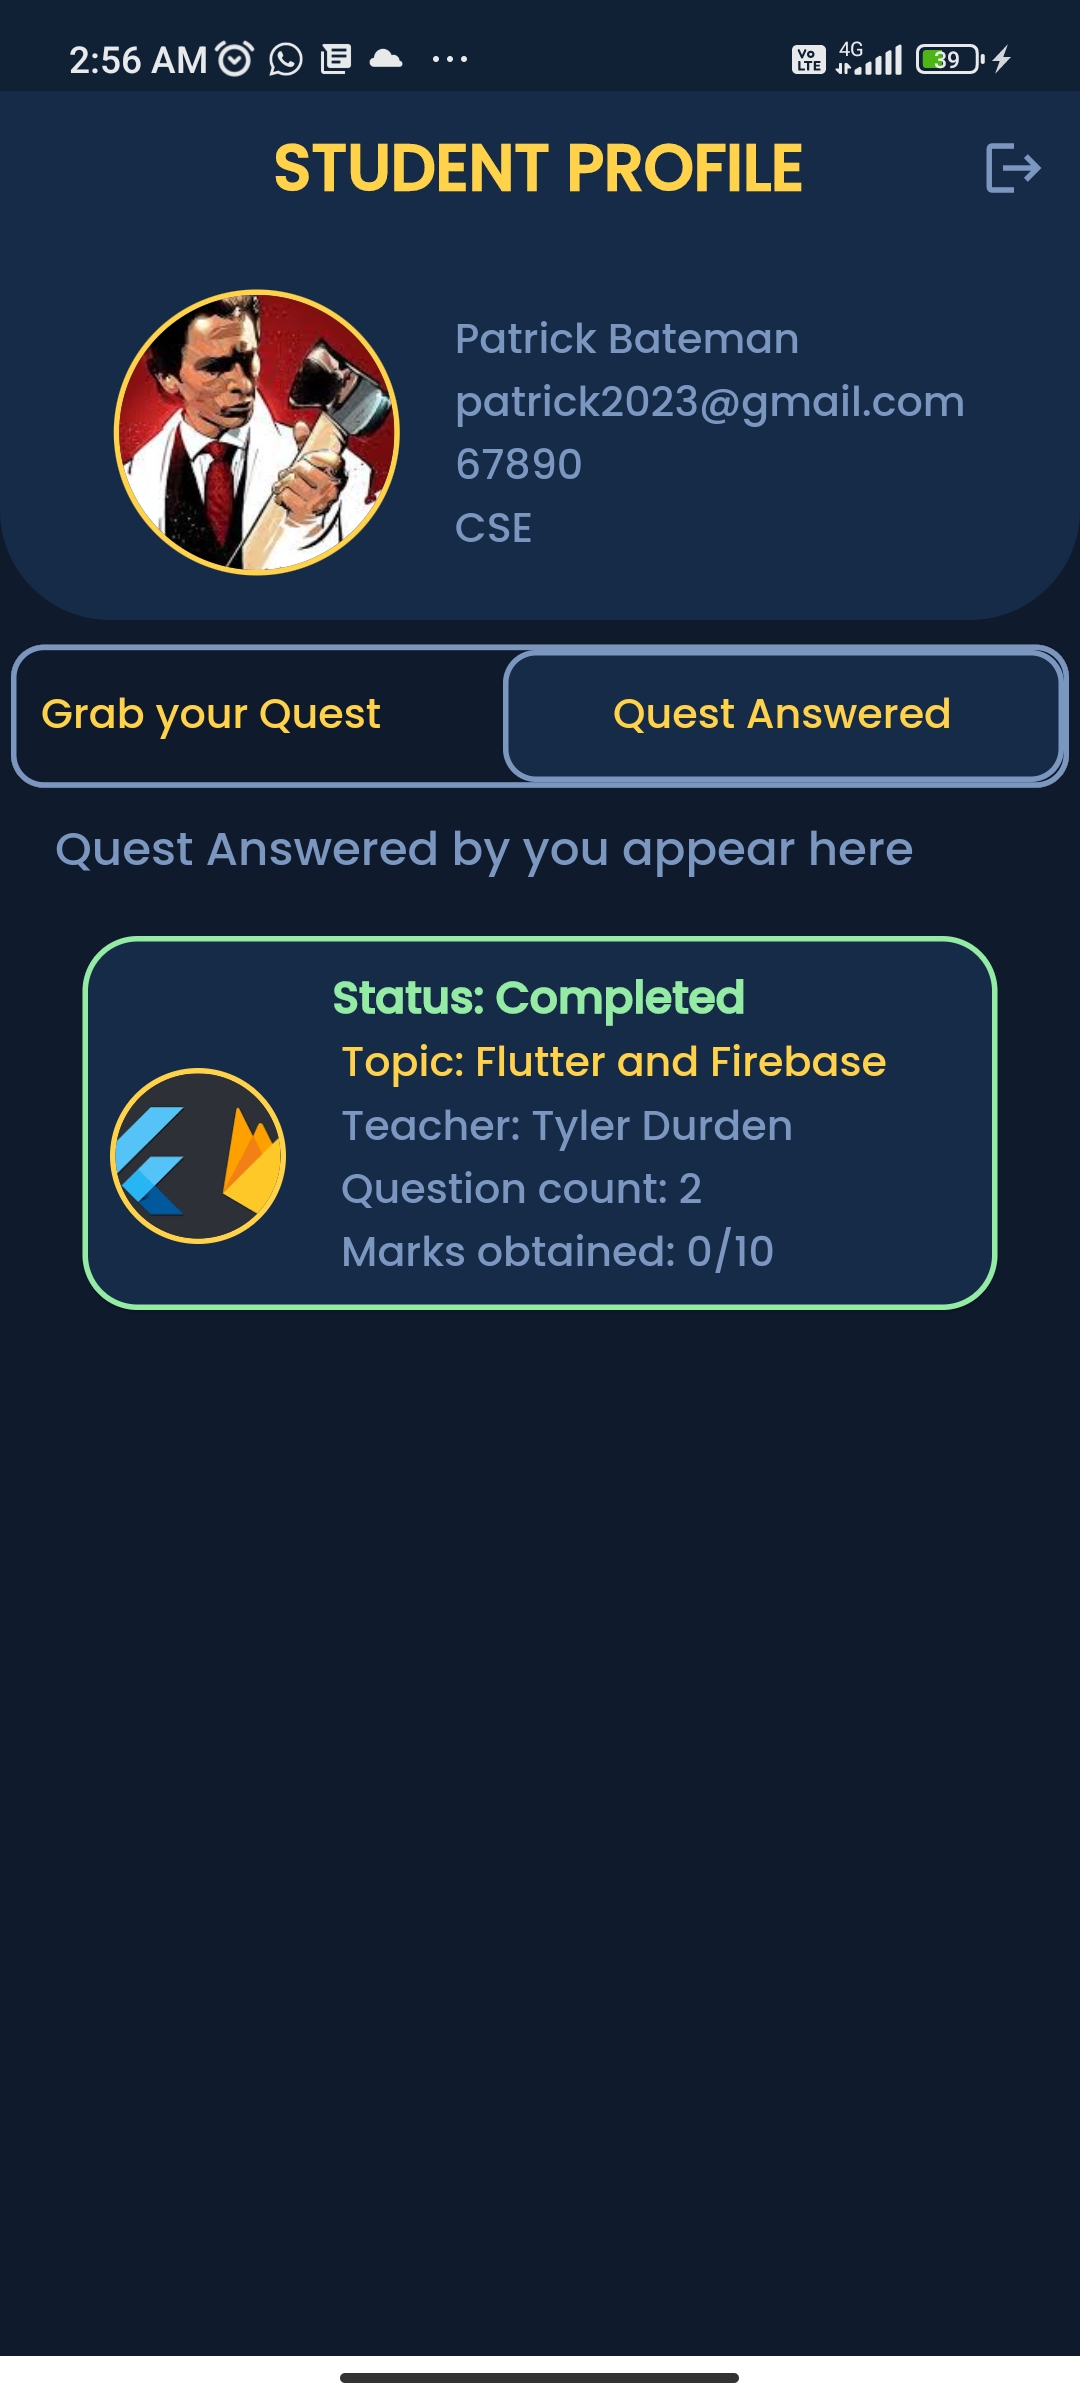 2:56 AM
Vo LTE 4G 39
STUDENT PROFILE
Patrick Bateman
patrick2023@gmail.com
67890
CSE
Grab your Quest
Quest Answered
Quest Answered by you appear here
Status: Completed
Topic: Flutter and Firebase
Teacher: Tyler Durden
Question count: 2
Marks obtained: 0/10